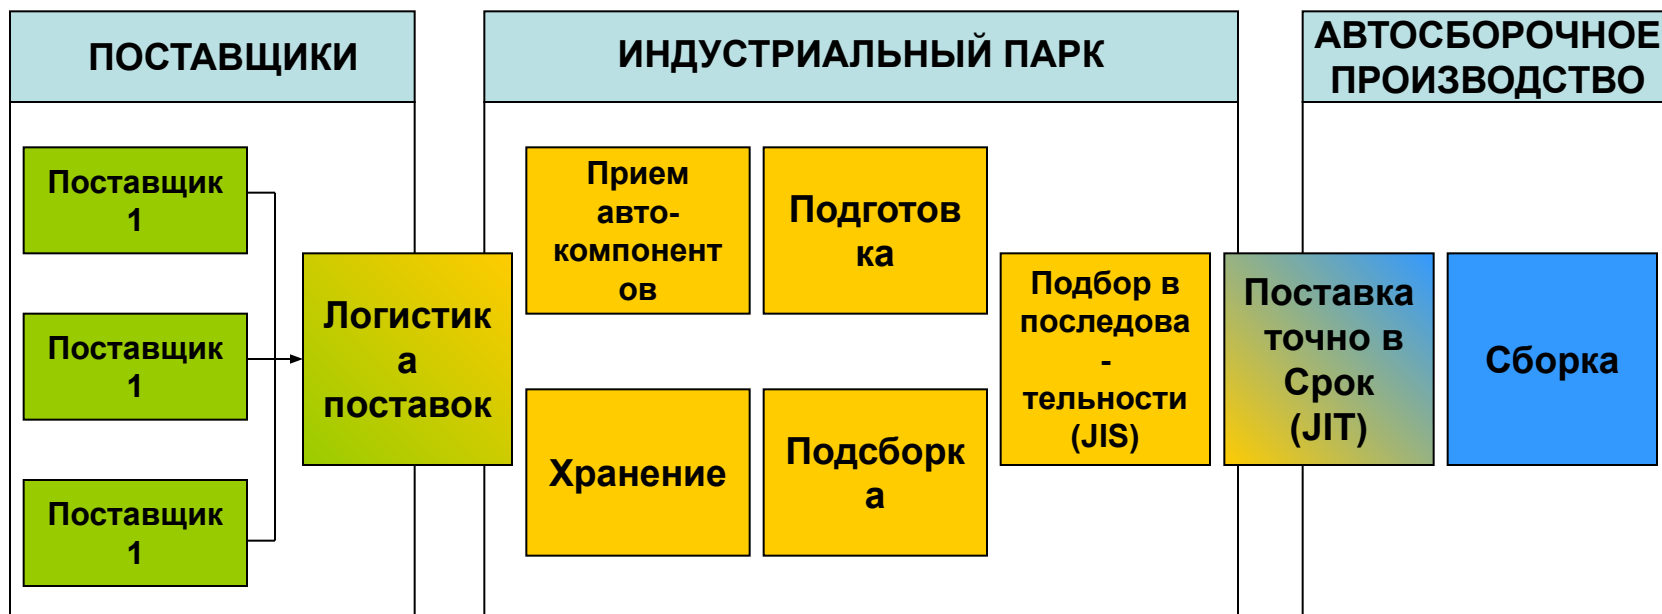 ПОСТАВЩИКИ
ИНДУСТРИАЛЬНЫЙ ПАРК
АВТОСБОРОЧНОЕ
ПРОИЗВОДСТВО
Поставщик
1
Поставщик
1
Поставщик
1
Логистик
а
поставок
Прием
авто-
компонент
ов
Подготов
ка
Хранение
Подсборк
а
Подбор в
последова
-
тельности
(JIS)
Поставка
точно в
Срок
(JIT)
Сборка